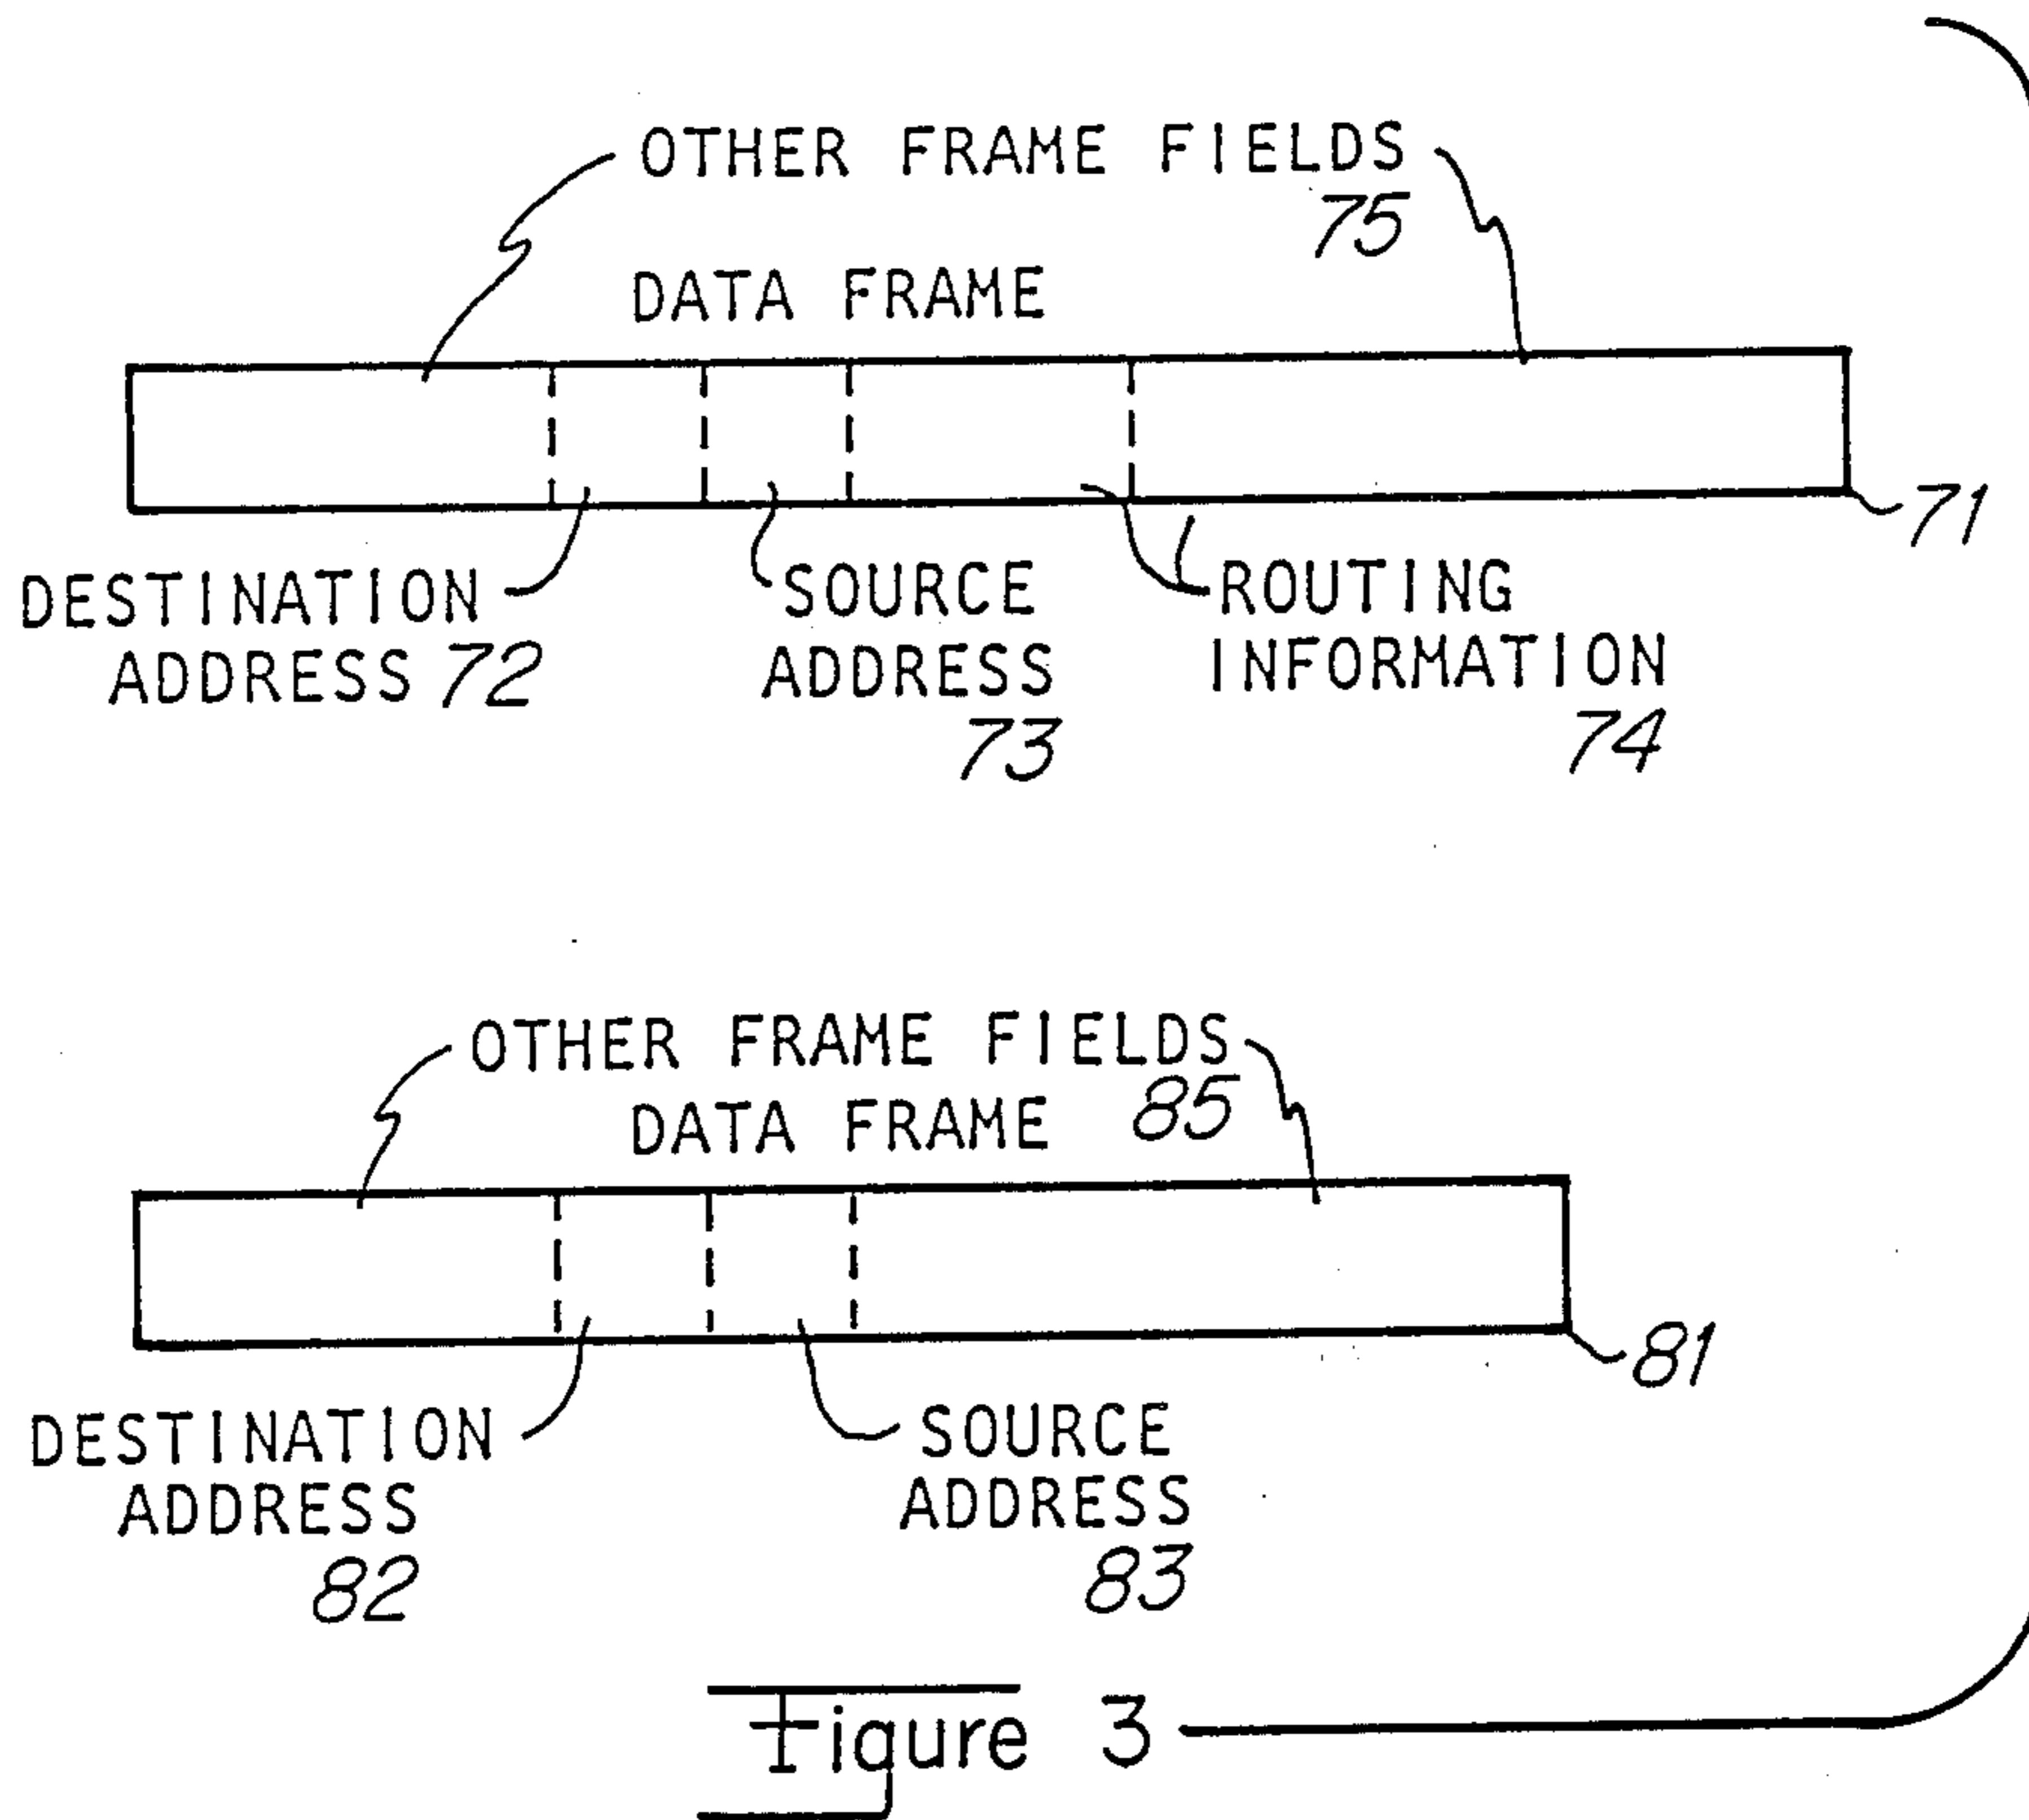 OTHER FRAME FIELDS
75
DATA FRAME
71
DESTINATION
ADDRESS 72
SOURCE
ADDRESS
73
ROUTING
INFORMATION
74
OTHER FRAME FIELDS
DATA FRAME 85
81
DESTINATION
ADDRESS
82
SOURCE
ADDRESS
83
Figure 3